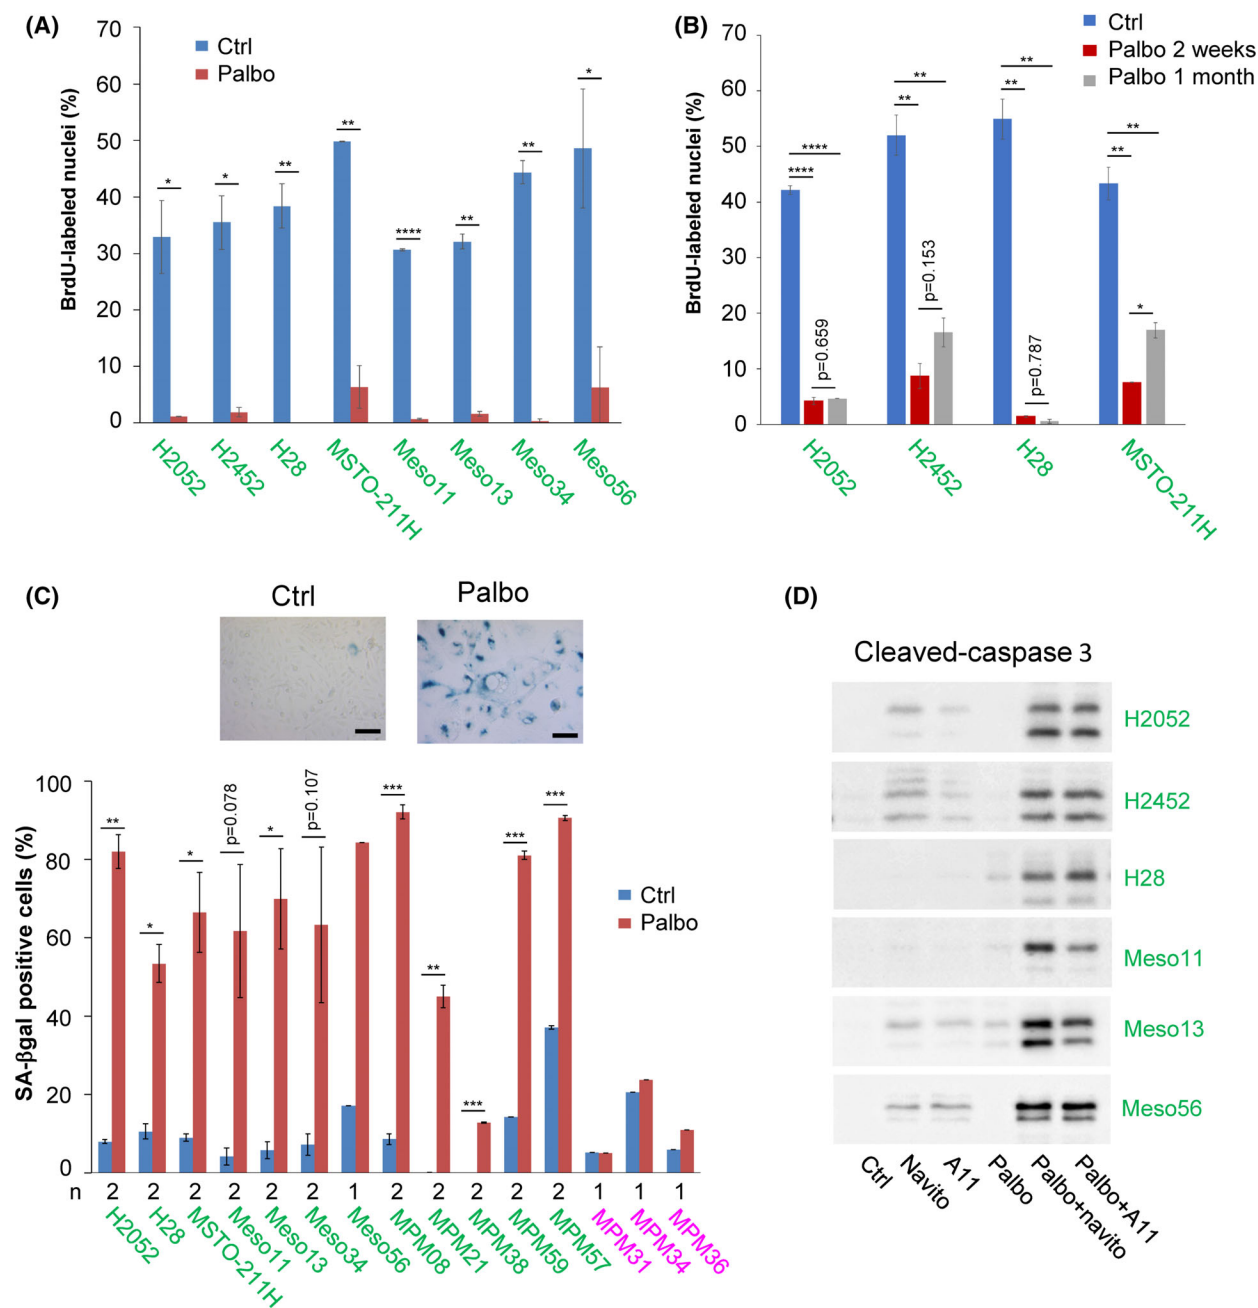 (A)
BrdU-labeled nuclei (%)
70
60
50
40
30
20
10
0
Ctrl
Palbo
*
*
**
**
****
**
**
*
H2052
H2452
H28
MSTO-211H
Meso11
Meso13
Meso34
Meso56
(B)
BrdU-labeled nuclei (%)
70
60
50
40
30
20
10
0
Ctrl
Palbo 2 weeks
Palbo 1 month
****
****
p=0.659
**
**
p=0.153
**
**
p=0.787
**
**
*
H2052
H2452
H28
MSTO-211H
(C)
Ctrl
Palbo
SA-βgal positive cells (%)
100
80
60
40
20
0
Ctrl
Palbo
**
*
*
p=0.078
*
p=0.107
***
**
***
***
***
n 2 2 2 2 2 2 1 2 2 2 2 2 1 1 1
H2052
H28
MSTO-211H
Meso11
Meso13
Meso34
Meso56
MPM08
MPM21
MPM38
MPM59
MPM57
MPM31
MPM34
MPM36
(D)
Cleaved-caspase 3
H2052
H2452
H28
Meso11
Meso13
Meso56
Ctrl
Navito
A11
Palbo
Palbo+navito
Palbo+A11